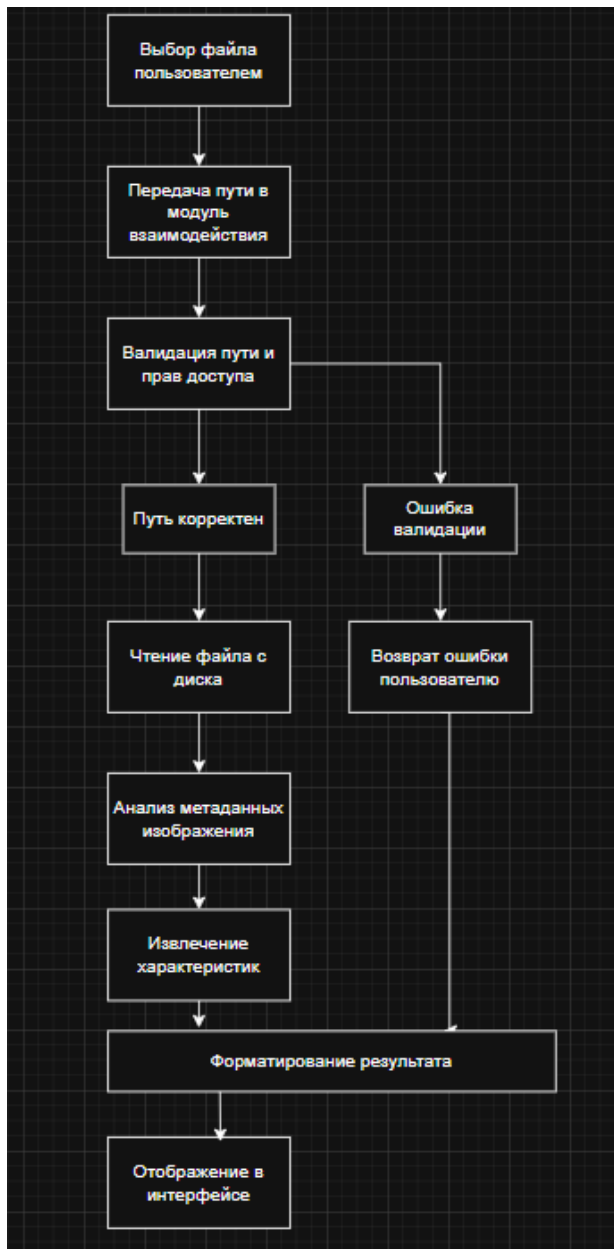 Выбор файла
пользователем
Передача пути в
модуль
взаимодействия
Валидация пути и
прав доступа
Путь корректен
Ошибка
валидации
Чтение файла с
диска
Возврат ошибки
пользователю
Анализ метаданных
изображения
Извлечение
характеристик
Форматирование результата
Отображение в
интерфейсе